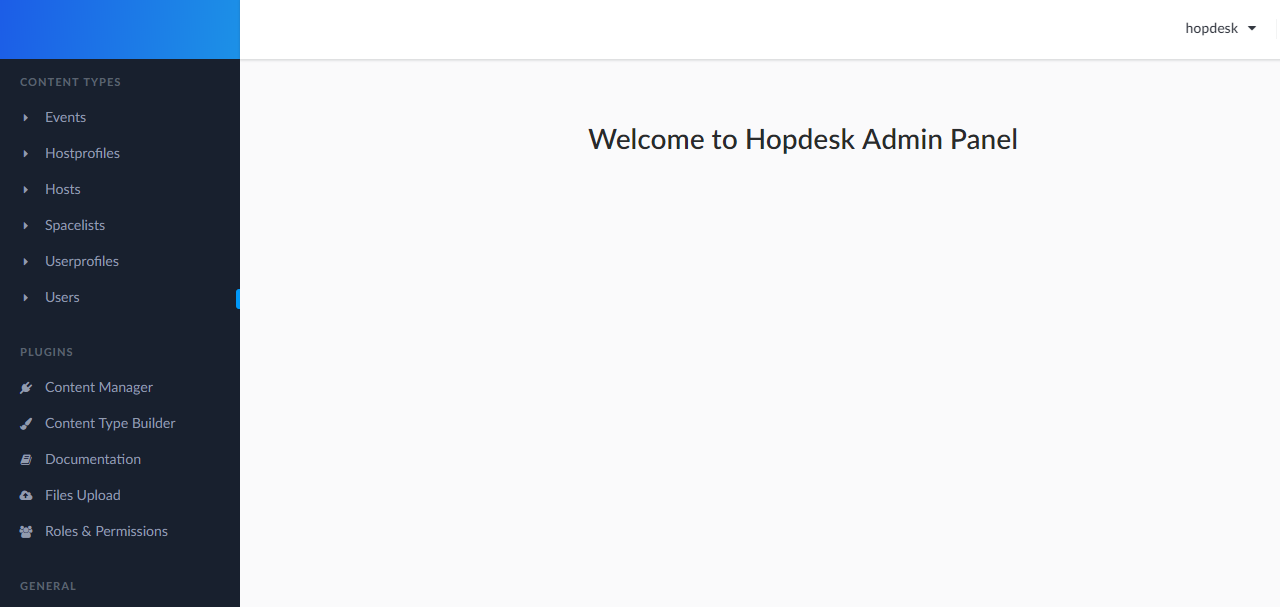 hopdesk
CONTENT TYPES
Events
Hostprofiles
Hosts
Spacelists
Userprofiles
Users
PLUGINS
Content Manager
Content Type Builder
Documentation
Files Upload
Roles & Permissions
GENERAL
Welcome to Hopdesk Admin Panel